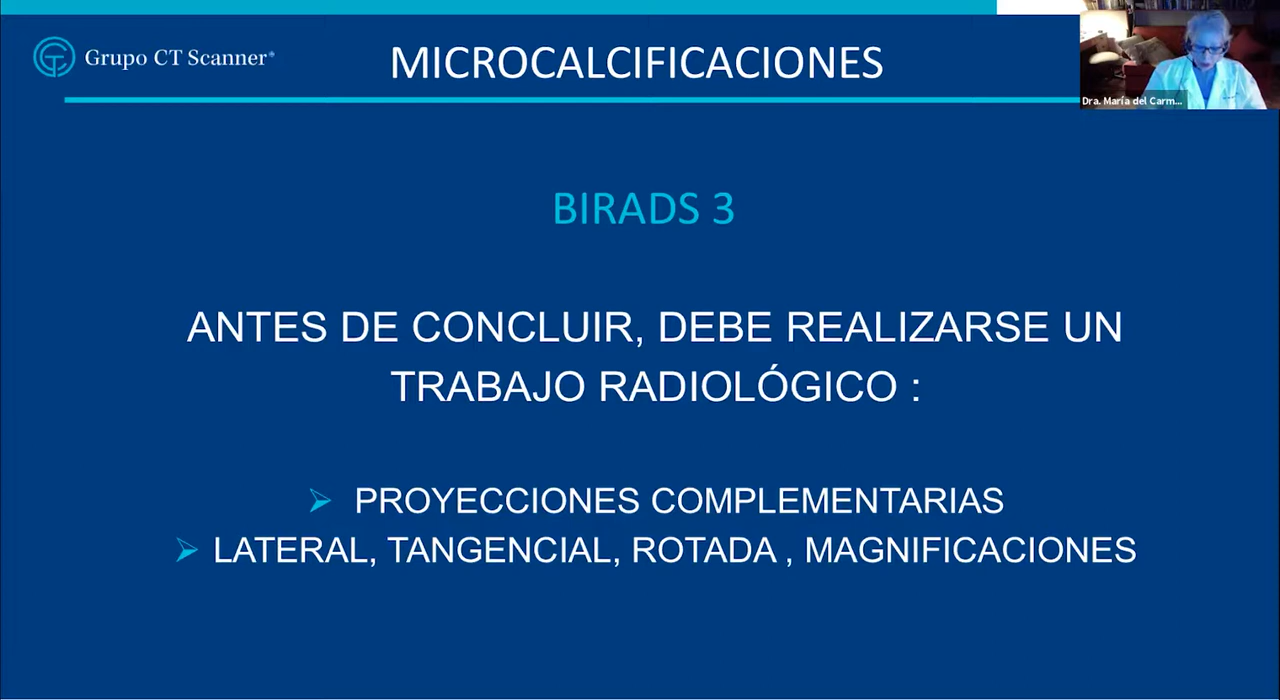 Grupo CT Scanner®
MICROCALCIFICACIONES
Dra. María del Carm...
BIRADS 3
ANTES DE CONCLUIR, DEBE REALIZARSE UN
TRABAJO RADIOLÓGICO :
PROYECCIONES COMPLEMENTARIAS
LATERAL, TANGENCIAL, ROTADA , MAGNIFICACIONES